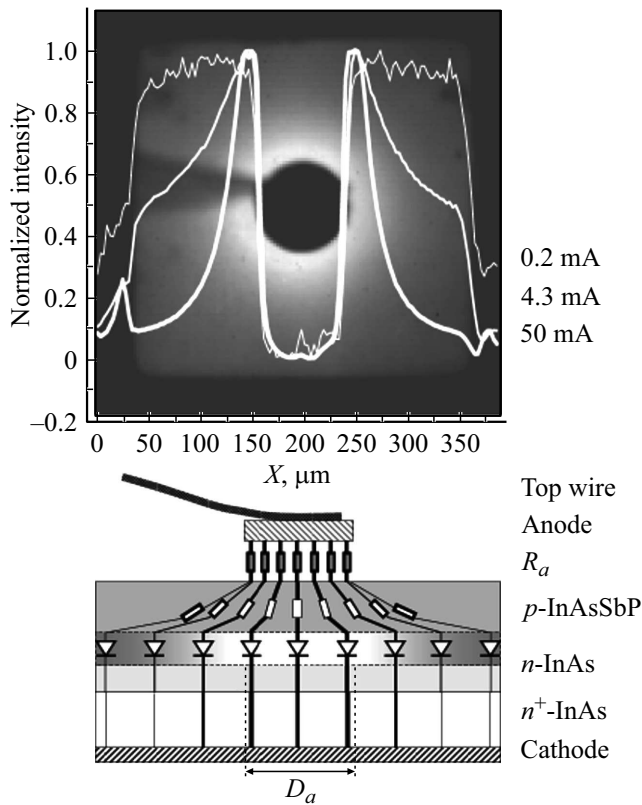 Normalized intensity
1.0
0.8
0.6
0.4
0.2
0
–0.2
0 50 100 150 200 250 300 350
X, μm
0.2 mA
4.3 mA
50 mA
Top wire
Anode
Rₐ
p-InAsSbP
n-InAs
n⁺-InAs
Cathode
Dₐ